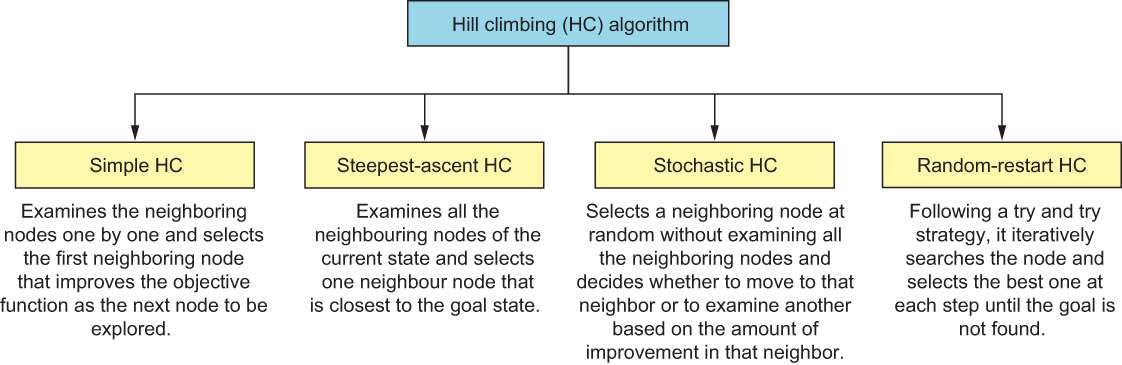 Hill climbing (HC) algorithm
Simple HC
Examines the neighboring
nodes one by one and selects
the first neighboring node
that improves the objective
function as the next node to be
explored.
Steepest-ascent HC
Examines all the
neighbouring nodes of the
current state and selects
one neighbour node that
is closest to the goal state.
Stochastic HC
Selects a neighboring node at
random without examining all
the neighboring nodes and
decides whether to move to that
neighbor or to examine another
based on the amount of
improvement in that neighbor.
Random-restart HC
Following a try and try
strategy, it iteratively
searches the node and
selects the best one at
each step until the goal is
not found.